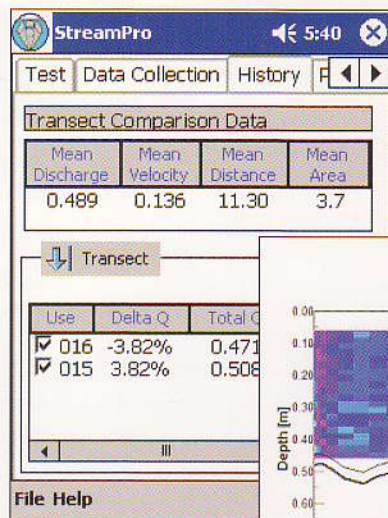 StreamPro 5:40
Test Data Collection History
Transect Comparison Data
Mean Discharge Mean Velocity Mean Distance Mean Area
0.489 0.136 11.30 3.7
Transect
Use Delta Q Total
016 -3.82% 0.471
015 3.82% 0.508
File Help
0.00
0.10
0.20
0.30
0.40
0.50
0.60
Depth [m]